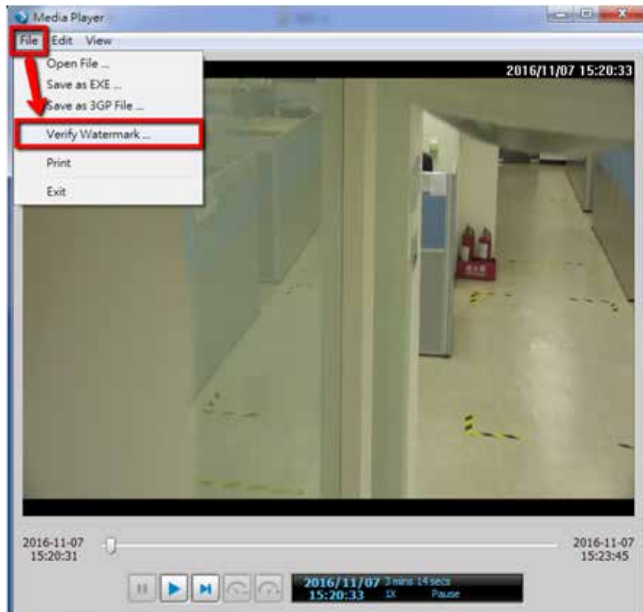 Media Player
File Edit View
Open File ...
Save as EXE ...
Save as 3GP File ...
Verify Watermark ...
Print
Exit
2016/11/07 15:20:33
2016-11-07
15:20:31
2016-11-07
15:23:45
2016/11/07 3 mins 14 secs
15:20:33 1X Pause